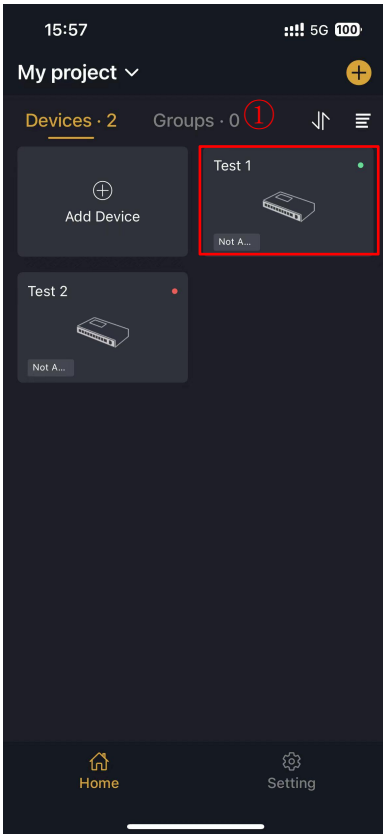 15:57 5G 100
My project
Devices · 2 Groups · 0 ①
Test 1
Add Device
Not A...
Test 2
Not A...
Home Setting